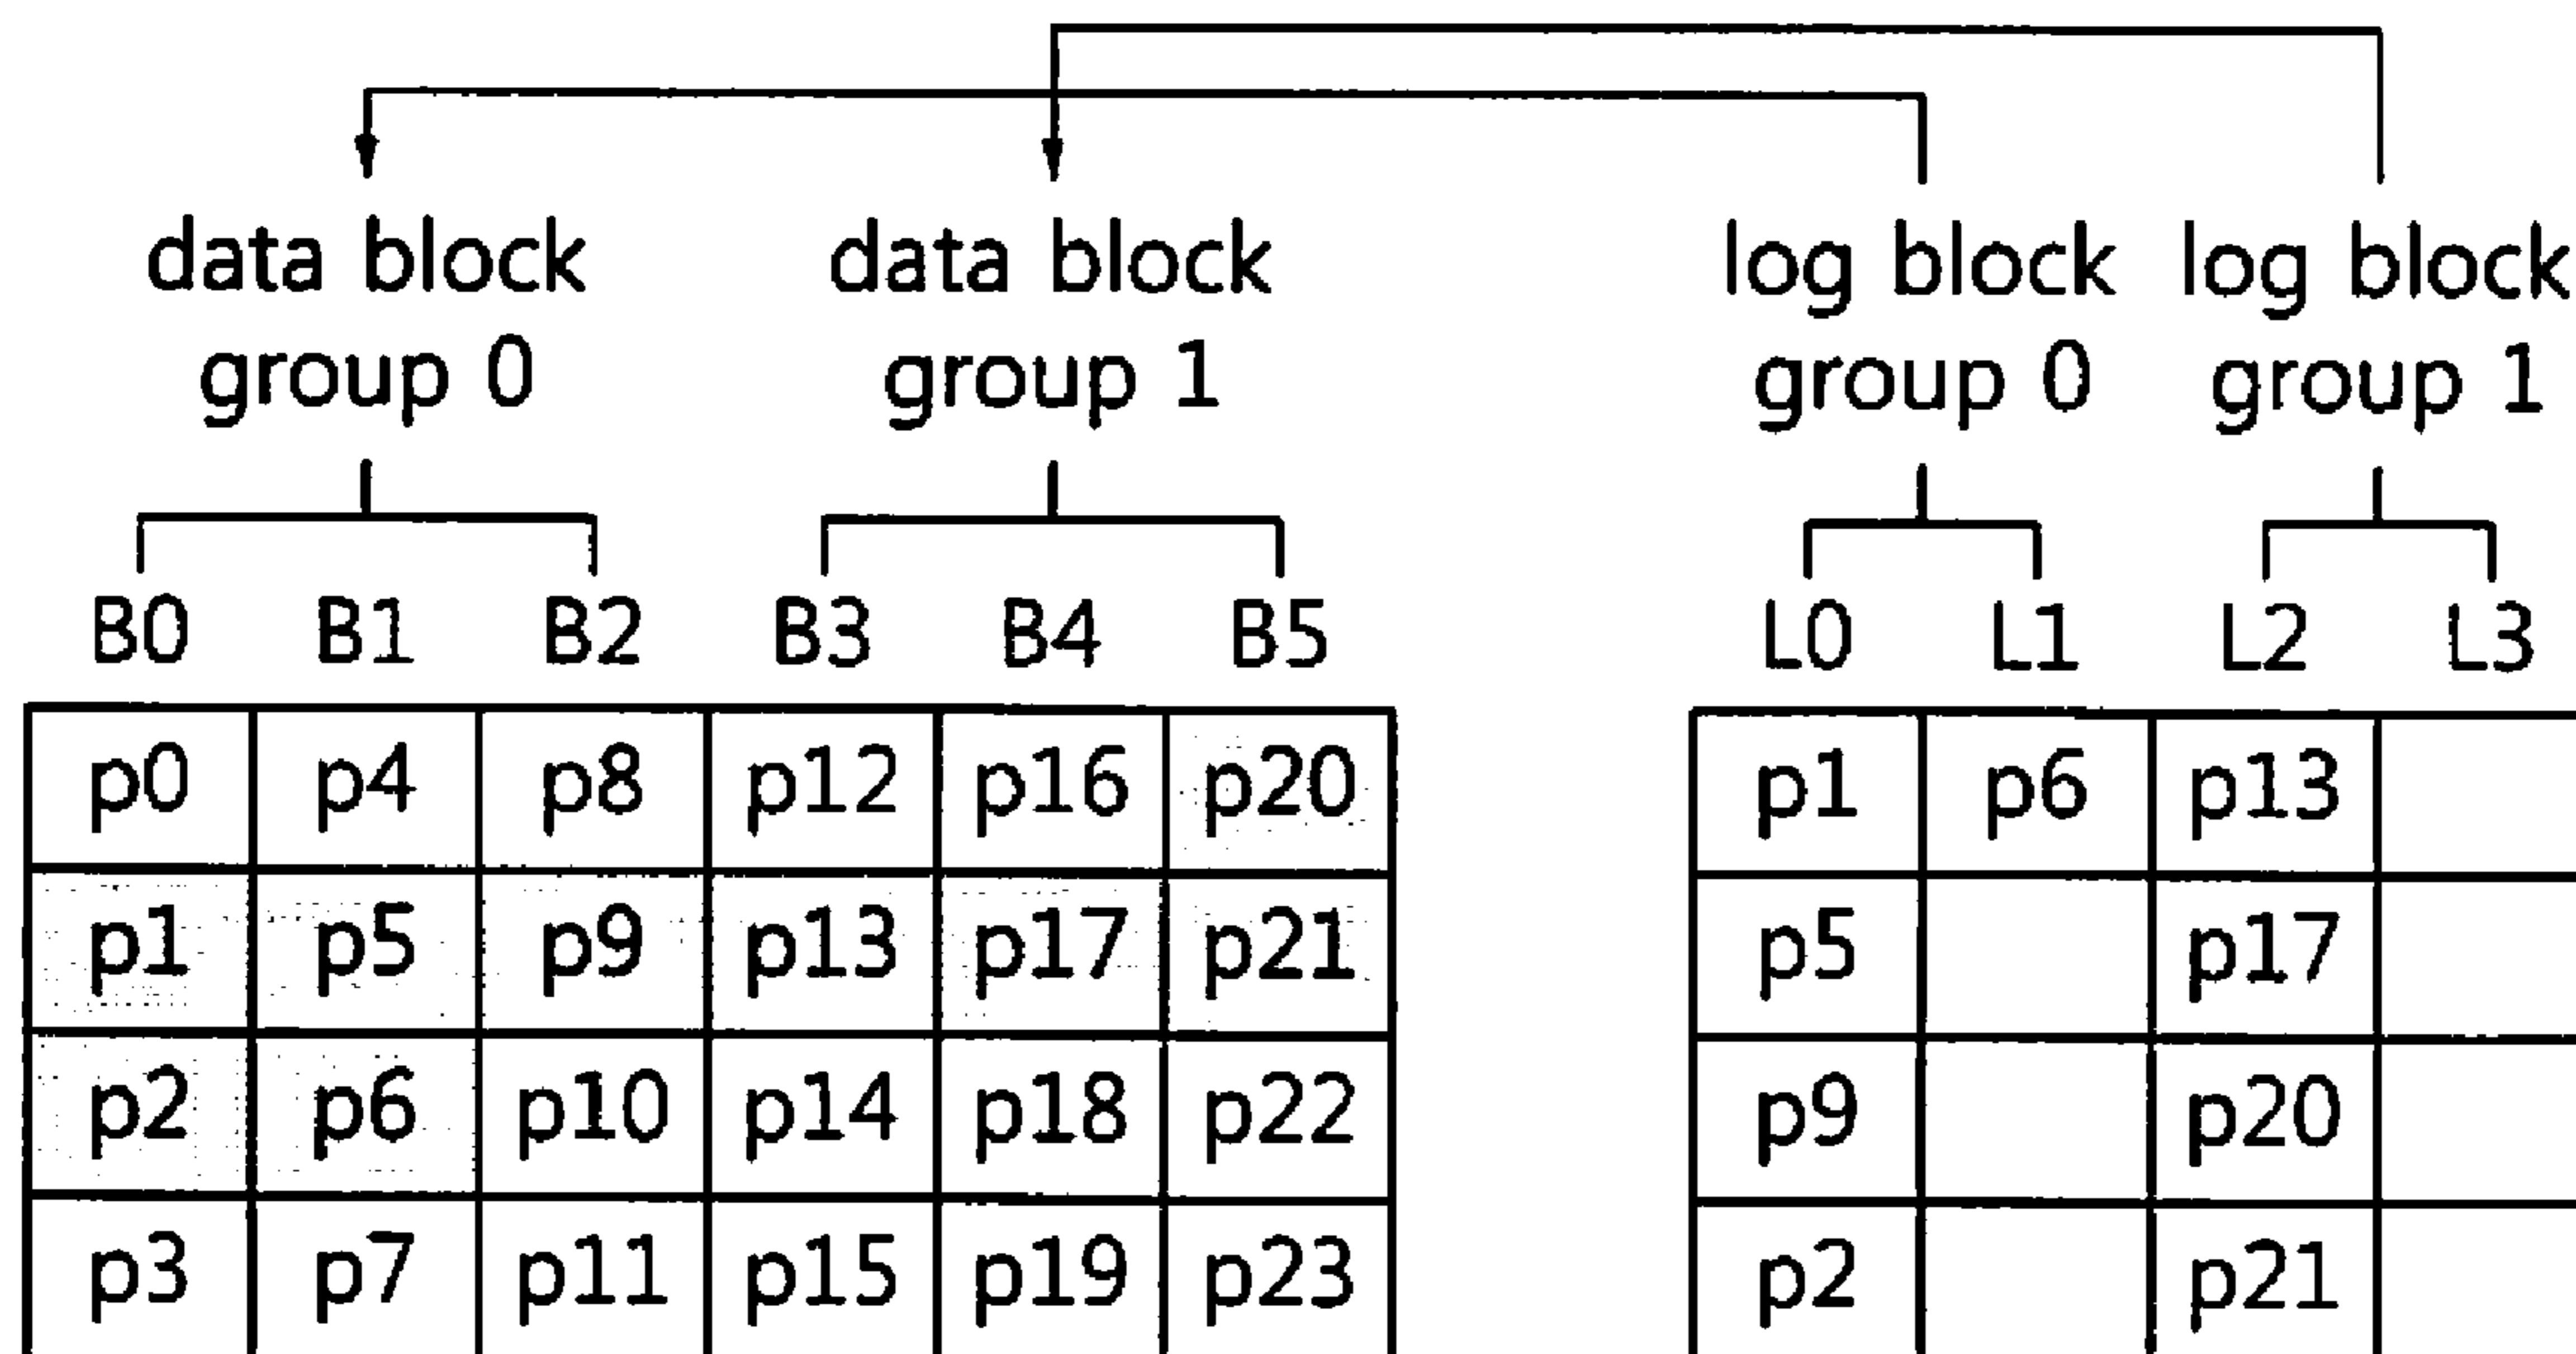 data block data block log block log block
group 0 group 1 group 0 group 1
B0 B1 B2 B3 B4 B5 L0 L1 L2 L3
p0 p4 p8 p12 p16 p20 p1 p6 p13
p1 p5 p9 p13 p17 p21 p5 p17
p2 p6 p10 p14 p18 p22 p9 p20
p3 p7 p11 p15 p19 p23 p2 p21